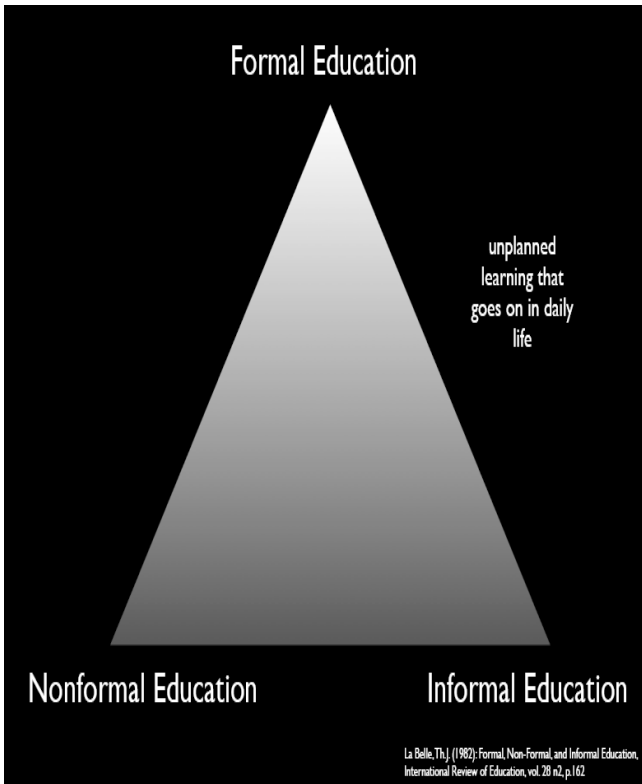 Formal Education
unplanned
learning that
goes on in daily
life
Nonformal Education
Informal Education
La Belle, Th.J. (1982): Formal, Non-Formal, and Informal Education,
International Review of Education, vol. 28 n2, p.162